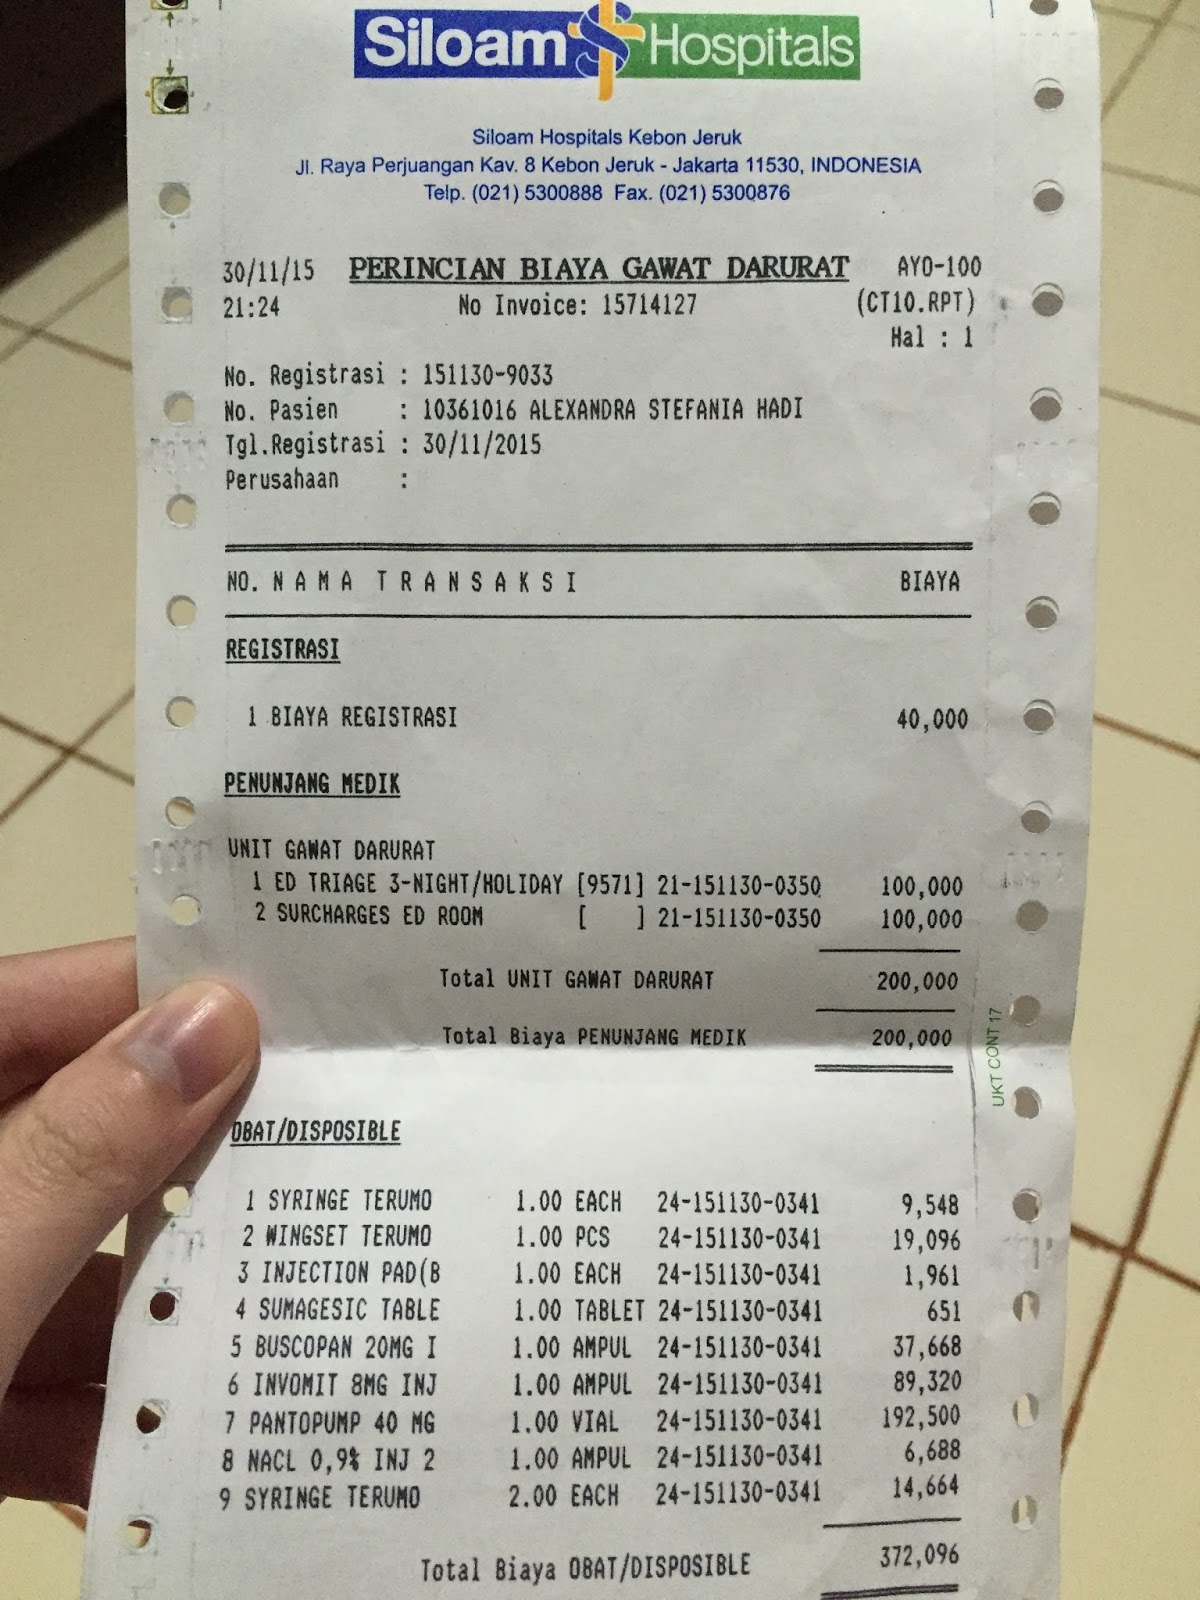 Siloam Hospitals
Siloam Hospitals Kebon Jeruk
Jl. Raya Perjuangan Kav. 8 Kebon Jeruk - Jakarta 11530, INDONESIA
Telp. (021) 5300888 Fax. (021) 5300876
30/11/15 PERINCIAN BIAYA GAWAT DARURAT AYO-100
21:24 No Invoice: 15714127 (CT10.RPT)
Hal : 1
No. Registrasi : 151130-9033
No. Pasien : 10361016 ALEXANDRA STEFANIA HADI
Tgl.Registrasi : 30/11/2015
Perusahaan :
NO. N A M A T R A N S A K S I BIAYA
REGISTRASI
1 BIAYA REGISTRASI 40,000
PENUNJANG MEDIK
UNIT GAWAT DARURAT
1 ED TRIAGE 3-NIGHT/HOLIDAY [9571] 21-151130-0350 100,000
2 SURCHARGES ED ROOM [ ] 21-151130-0350 100,000
Total UNIT GAWAT DARURAT 200,000
Total Biaya PENUNJANG MEDIK 200,000
UKT CONT 17
OBAT/DISPOSIBLE
1 SYRINGE TERUMO 1.00 EACH 24-151130-0341 9,548
2 WINGSET TERUMO 1.00 PCS 24-151130-0341 19,096
3 INJECTION PAD(B 1.00 EACH 24-151130-0341 1,961
4 SUMAGESIC TABLE 1.00 TABLET 24-151130-0341 651
5 BUSCOPAN 20MG I 1.00 AMPUL 24-151130-0341 37,668
6 INVOMIT 8MG INJ 1.00 AMPUL 24-151130-0341 89,320
7 PANTOPUMP 40 MG 1.00 VIAL 24-151130-0341 192,500
8 NACL 0,9% INJ 2 1.00 AMPUL 24-151130-0341 6,688
9 SYRINGE TERUMO 2.00 EACH 24-151130-0341 14,664
Total Biaya OBAT/DISPOSIBLE 372,096